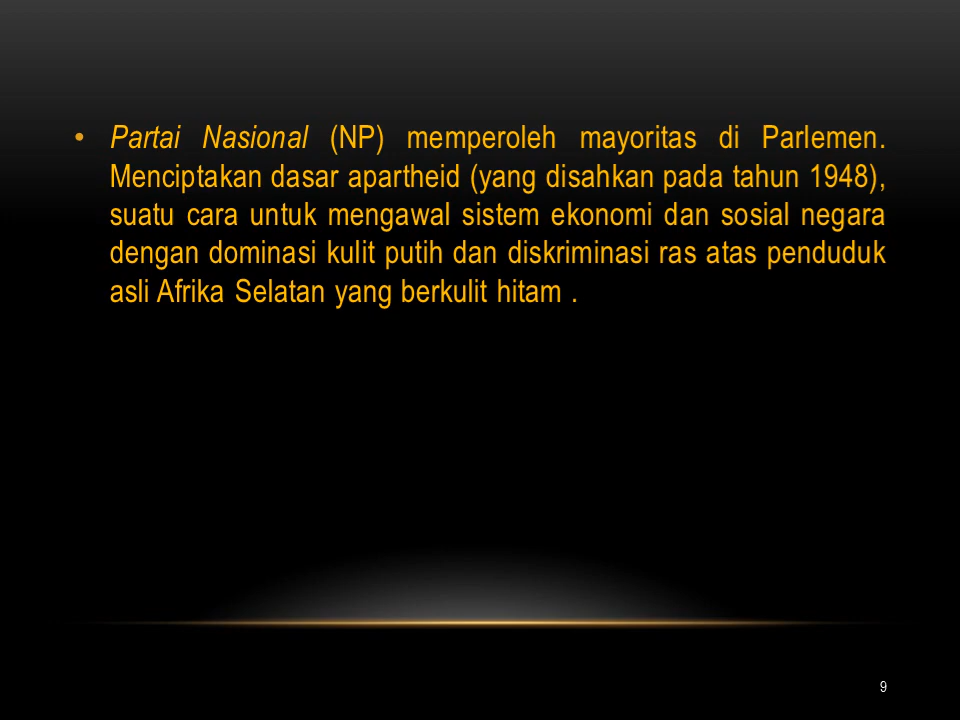 • Partai Nasional (NP) memperoleh mayoritas di Parlemen.
Menciptakan dasar apartheid (yang disahkan pada tahun 1948),
suatu cara untuk mengawal sistem ekonomi dan sosial negara
dengan dominasi kulit putih dan diskriminasi ras atas penduduk
asli Afrika Selatan yang berkulit hitam .
9